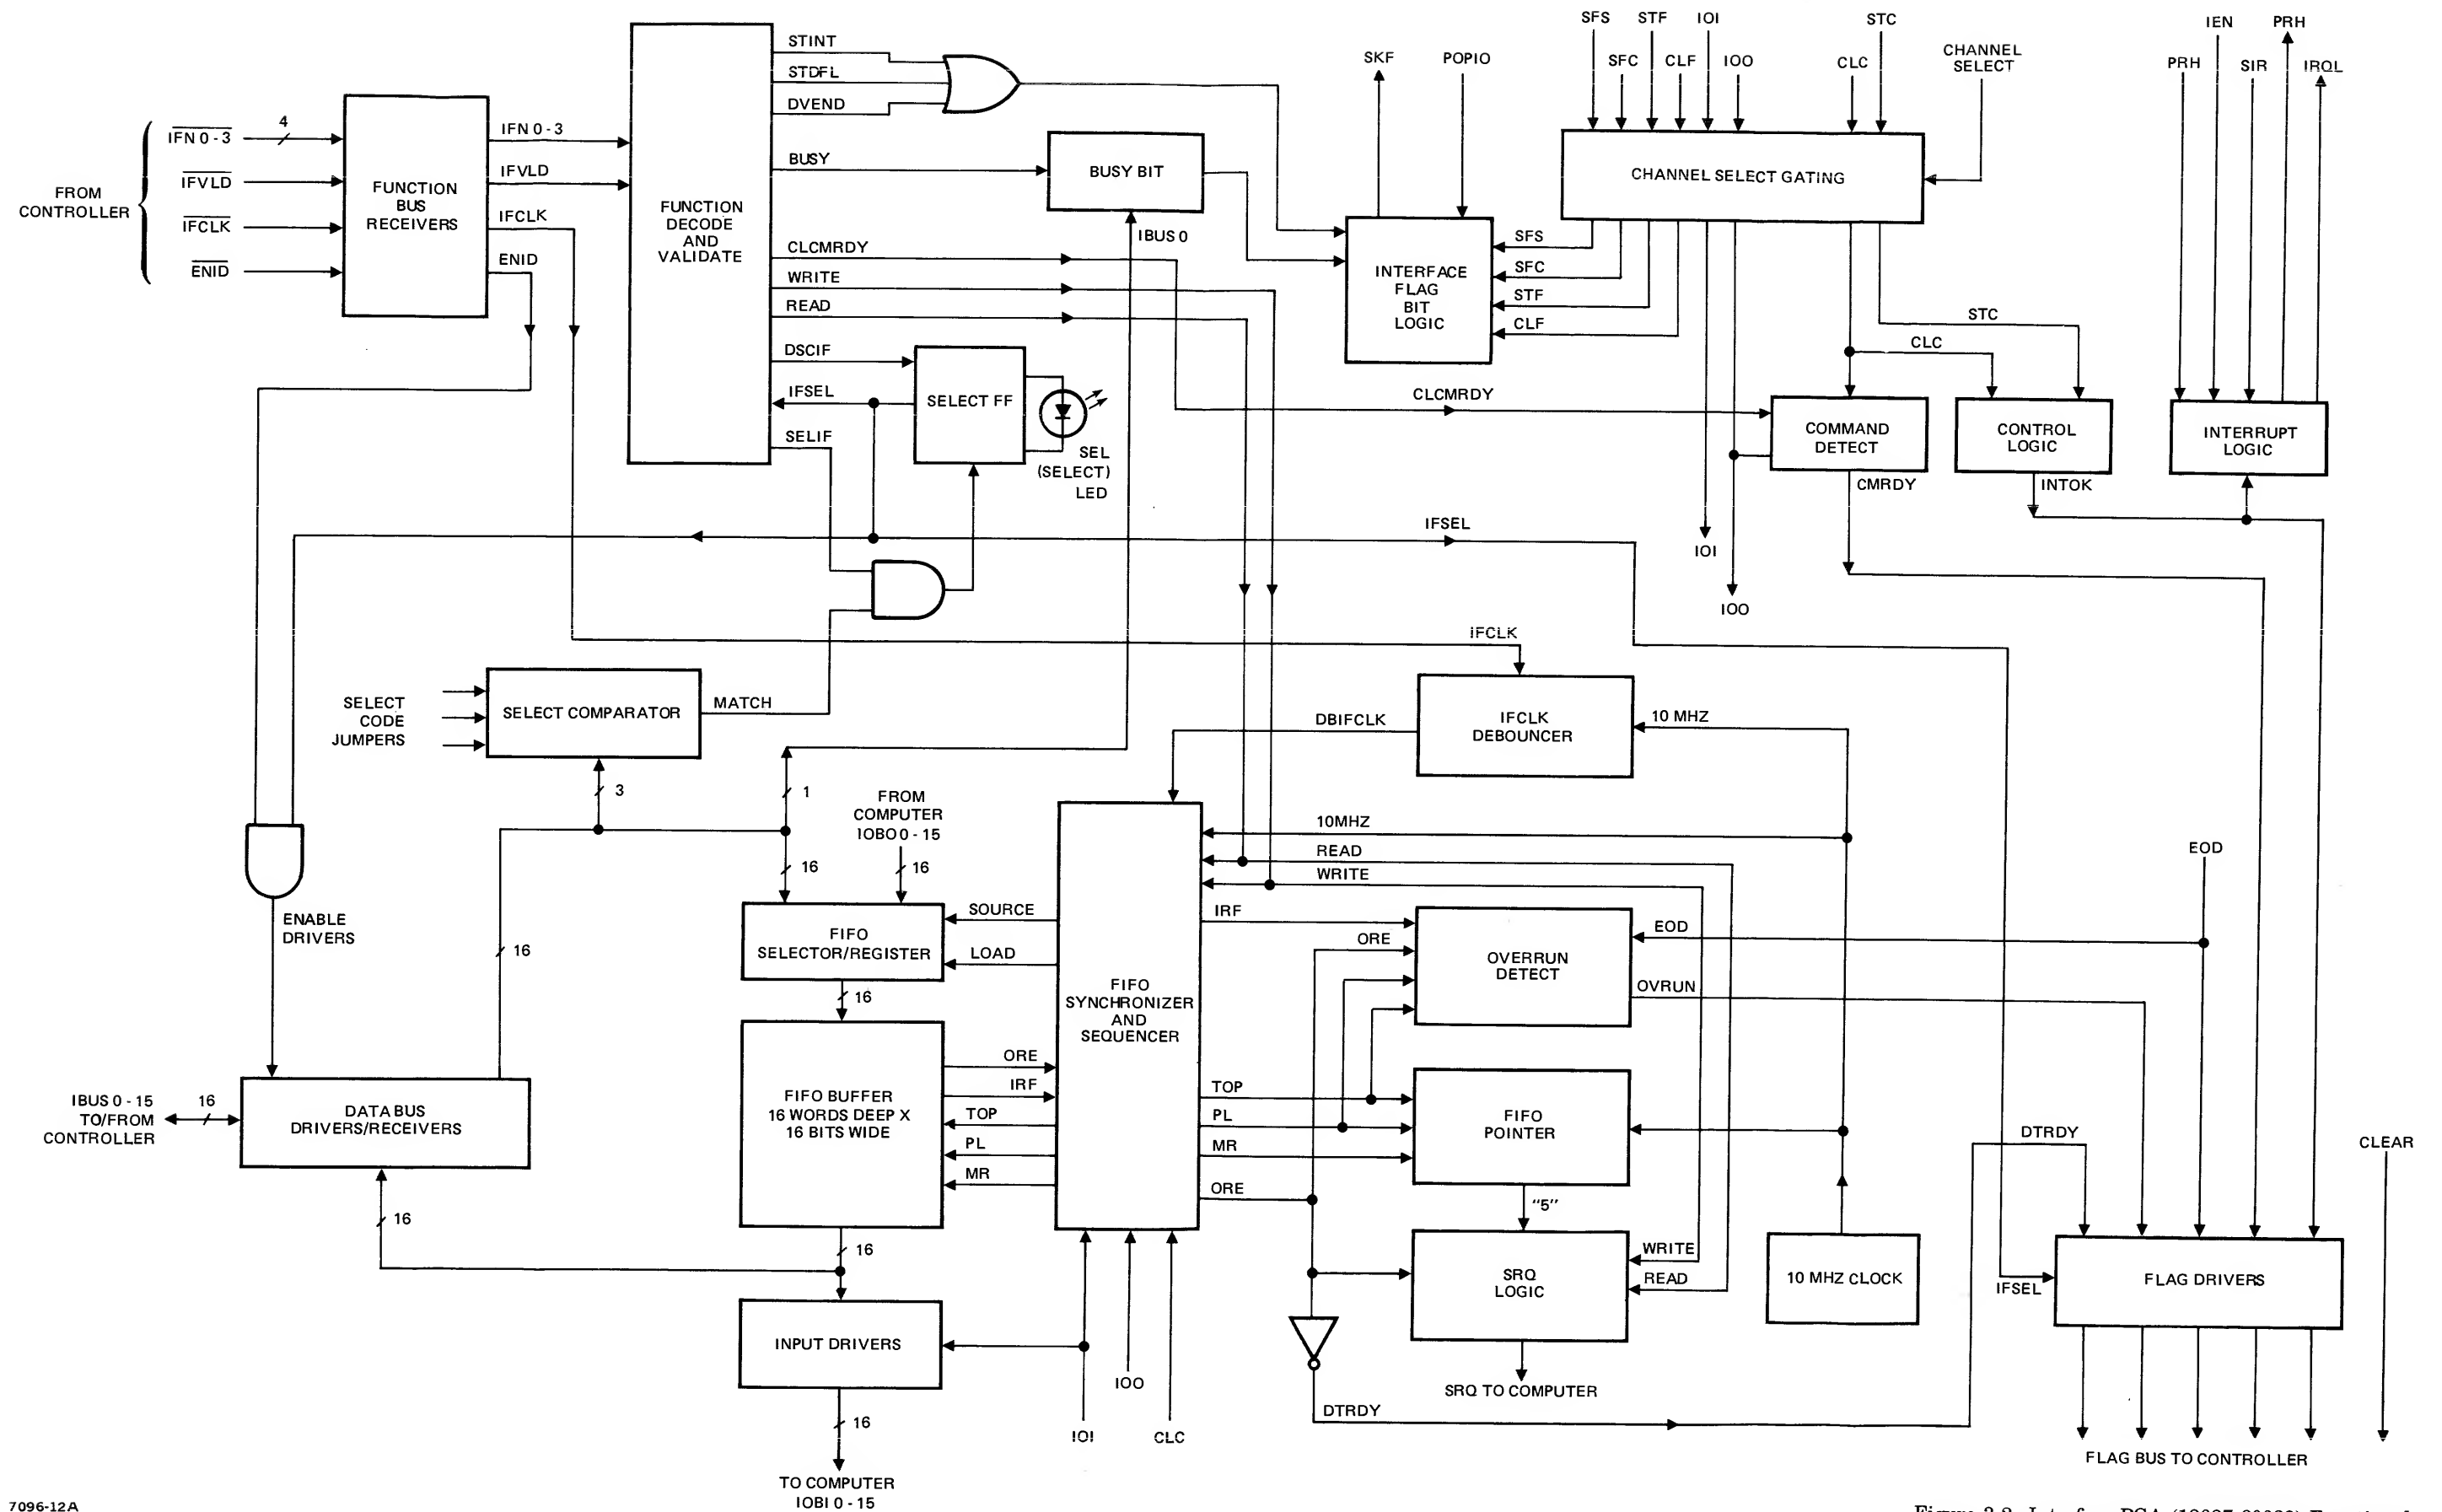 SFS
STF
IOI
STC
IEN
PRH
SKF
POPIO
SFC
CLF
IOO
CLC
CHANNEL
SELECT
PRH
SIR
IRQL
STINT
STDFL
DVEND
BUSY
FROM
CONTROLLER
IFN 0 - 3
4
IFVLD
IFCLK
ENID
FUNCTION
BUS
RECEIVERS
IFN 0 - 3
IFVLD
IFCLK
ENID
FUNCTION
DECODE
AND
VALIDATE
BUSY BIT
IBUS 0
CLCMRDY
WRITE
READ
DSCIF
IFSEL
SELIF
SELECT FF
SEL
(SELECT)
LED
CHANNEL SELECT GATING
INTERFACE
FLAG
BIT
LOGIC
SFS
SFC
STF
CLF
STC
CLC
CLCMRDY
COMMAND
DETECT
CONTROL
LOGIC
INTERRUPT
LOGIC
CMRDY
INTOK
IFSEL
IOI
IOO
IFCLK
SELECT
CODE
JUMPERS
SELECT COMPARATOR
MATCH
3
1
DBIFCLK
IFCLK
DEBOUNCER
10 MHZ
FROM
COMPUTER
IOBO 0 - 15
16
16
10MHZ
READ
WRITE
EOD
ENABLE
DRIVERS
16
FIFO
SELECTOR/REGISTER
SOURCE
LOAD
16
FIFO
SYNCHRONIZER
AND
SEQUENCER
IRF
ORE
OVERRUN
DETECT
EOD
OVRUN
FIFO BUFFER
16 WORDS DEEP X
16 BITS WIDE
ORE
IRF
TOP
PL
MR
TOP
PL
MR
ORE
FIFO
POINTER
"5"
IBUS 0 - 15
TO/FROM
CONTROLLER
16
DATA BUS
DRIVERS/RECEIVERS
16
16
DTRDY
CLEAR
SRQ
LOGIC
WRITE
READ
10 MHZ CLOCK
IFSEL
FLAG DRIVERS
INPUT DRIVERS
IOO
SRQ TO COMPUTER
DTRDY
16
IOI
CLC
FLAG BUS TO CONTROLLER
TO COMPUTER
IOBI 0 - 15
7096-12A